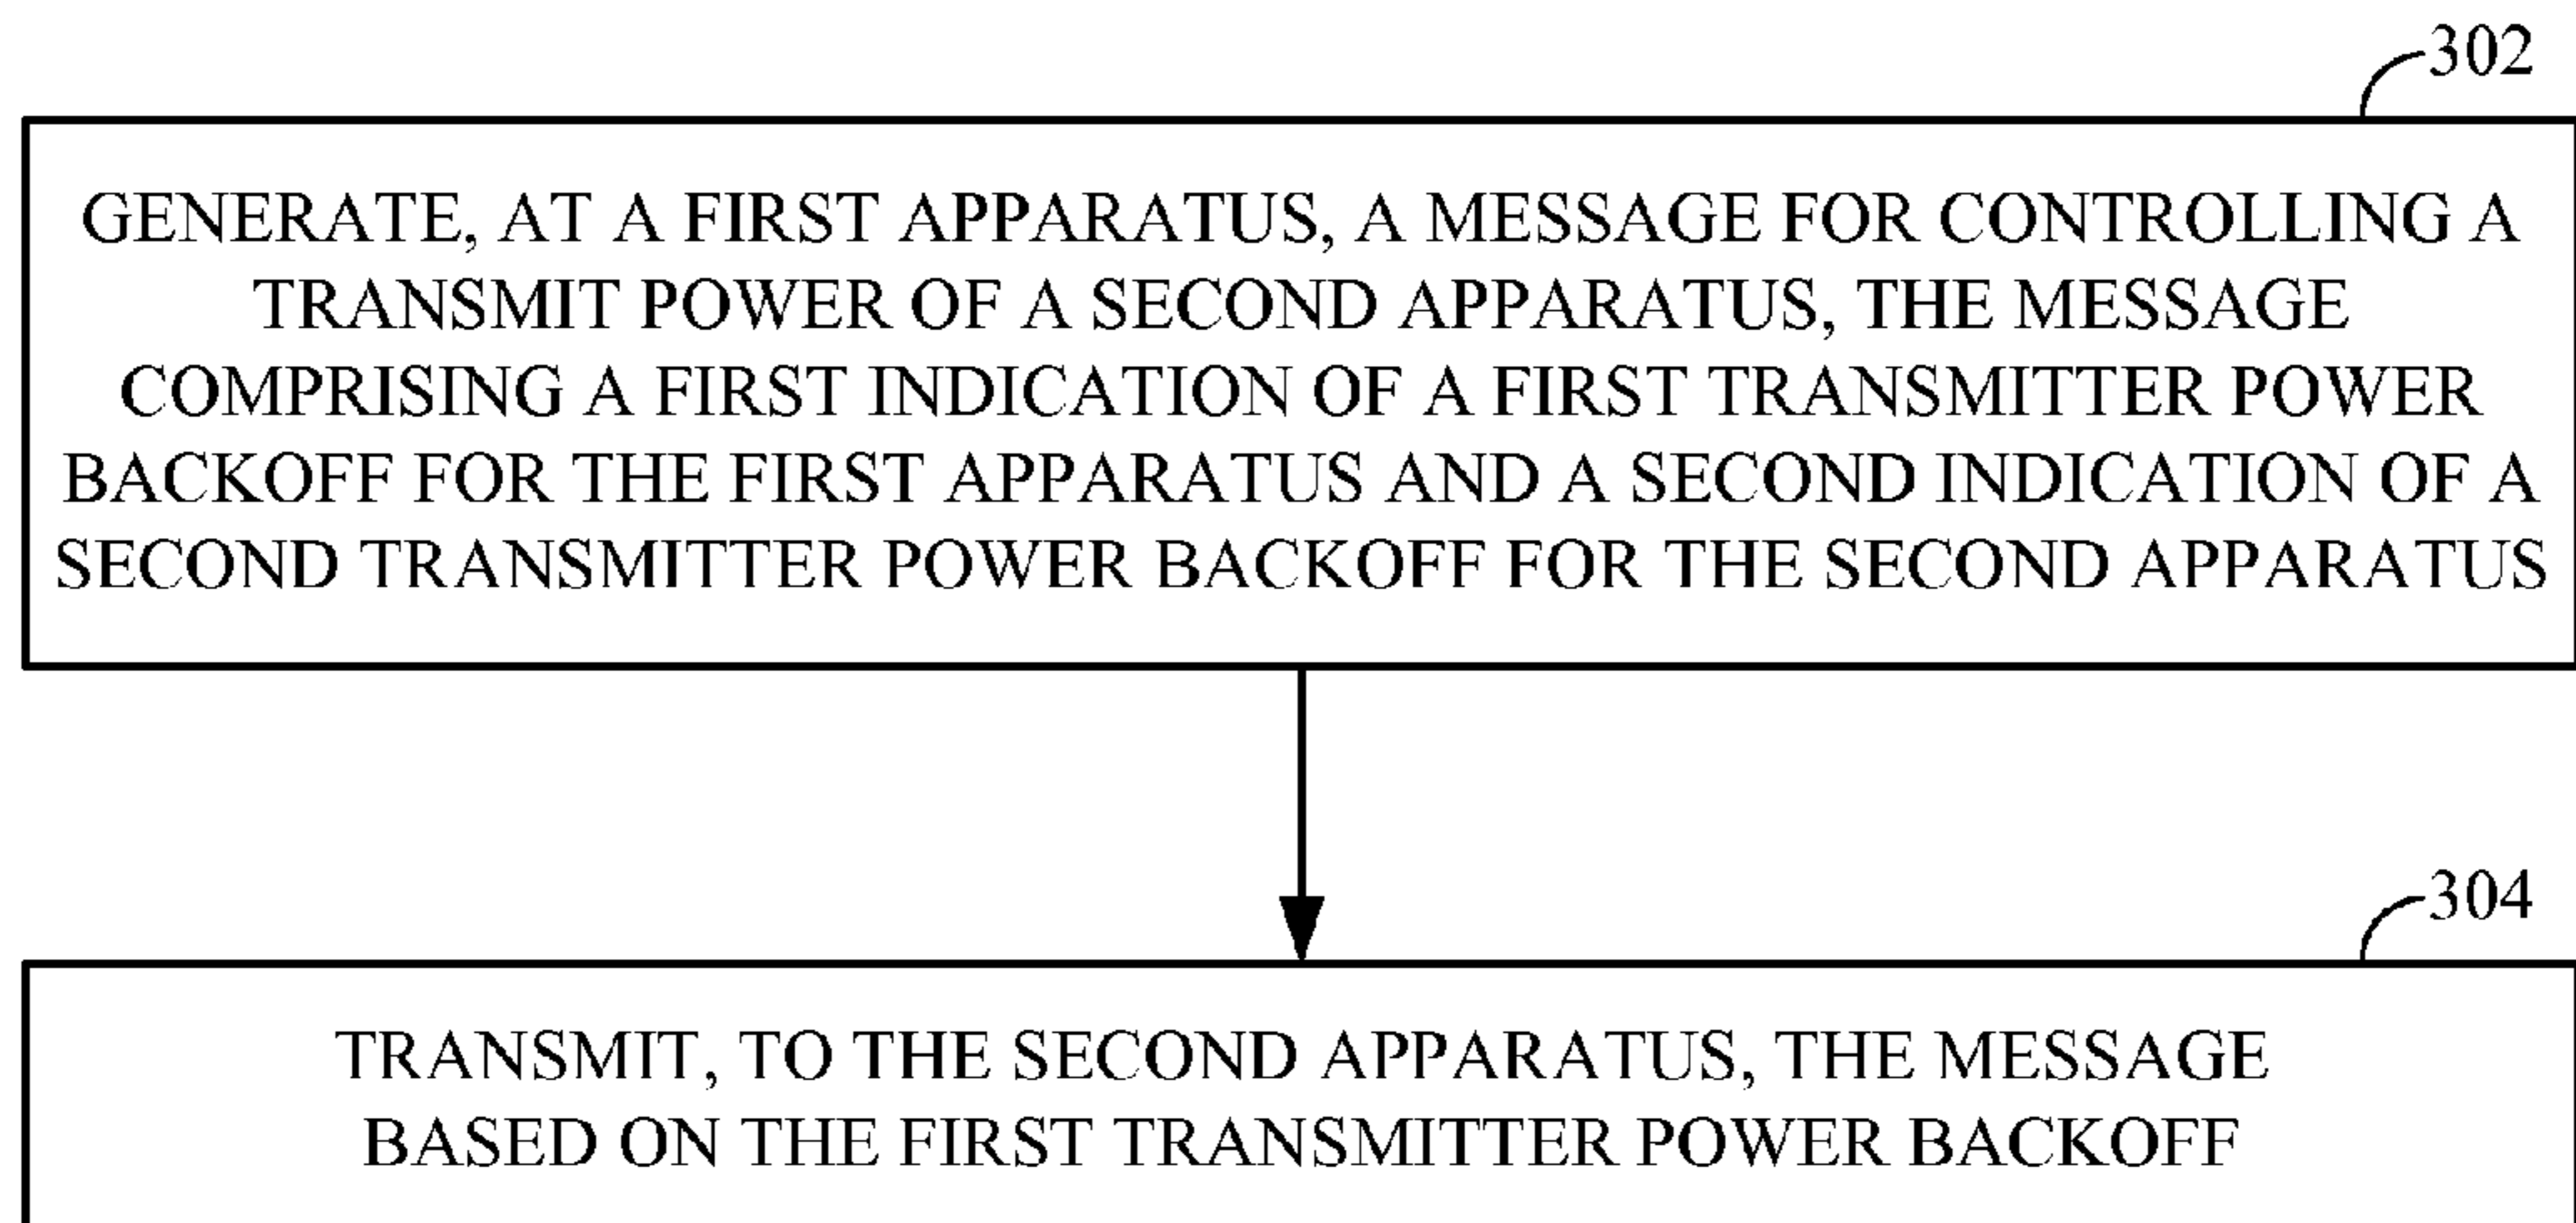 302
GENERATE, AT A FIRST APPARATUS, A MESSAGE FOR CONTROLLING A
TRANSMIT POWER OF A SECOND APPARATUS, THE MESSAGE
COMPRISING A FIRST INDICATION OF A FIRST TRANSMITTER POWER
BACKOFF FOR THE FIRST APPARATUS AND A SECOND INDICATION OF A
SECOND TRANSMITTER POWER BACKOFF FOR THE SECOND APPARATUS
304
TRANSMIT, TO THE SECOND APPARATUS, THE MESSAGE
BASED ON THE FIRST TRANSMITTER POWER BACKOFF